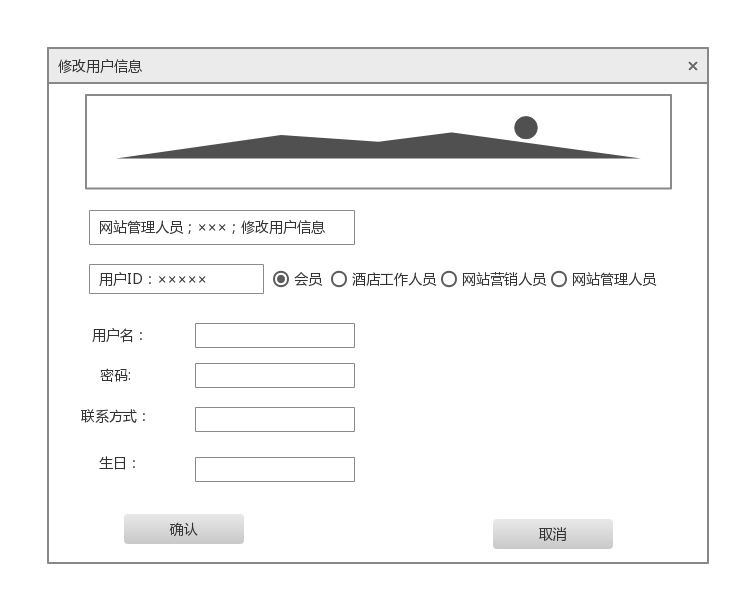 修改用户信息 ×
网站管理人员；×××；修改用户信息
用户ID：××××× 会员 酒店工作人员 网站营销人员 网站管理人员
用户名：
密码:
联系方式：
生日：
确认 取消